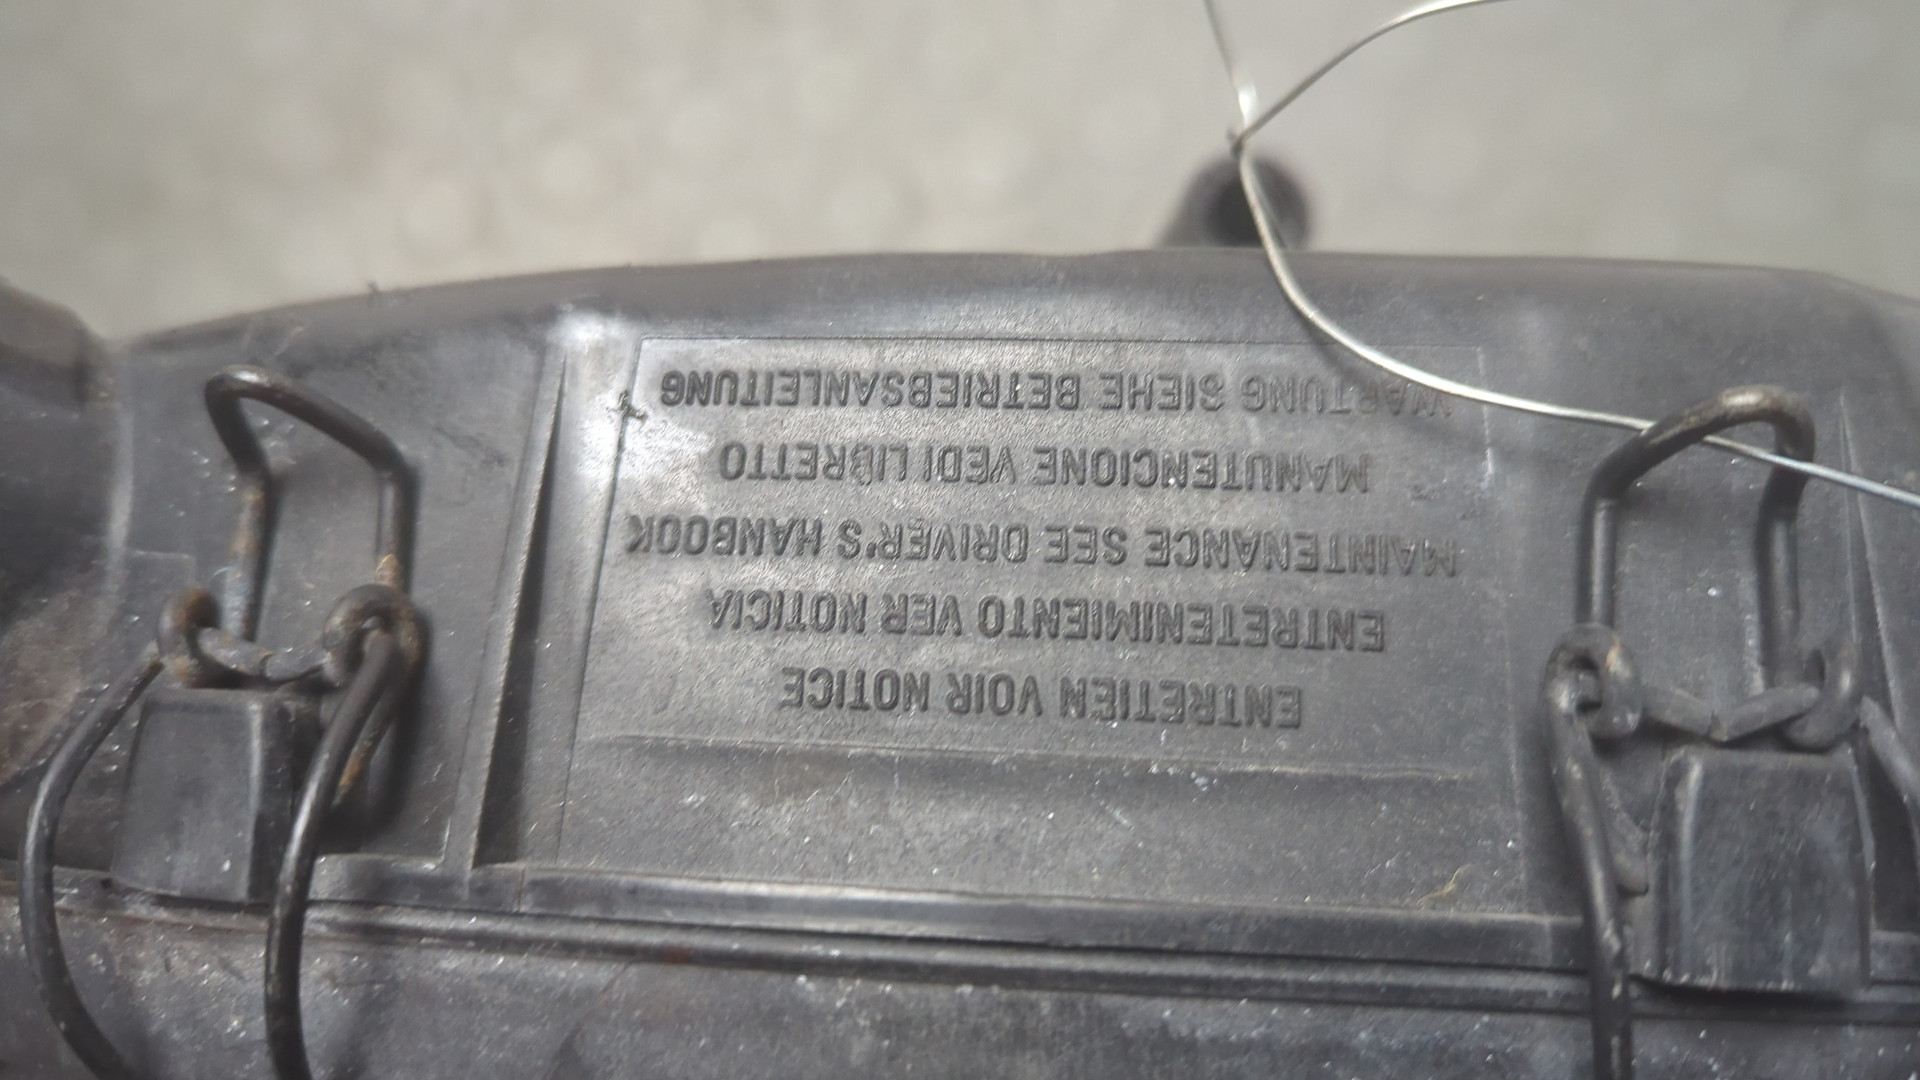 ENTRETIEN VOIR NOTICE
ENTRETENIMIENTO VER NOTICIA
MAINTENANCE SEE DRIVER'S HANBOOK
MANUTENCIONE VEDI LIBRETTO
WARTUNG SIEHE BETRIEBSANLEITUNG